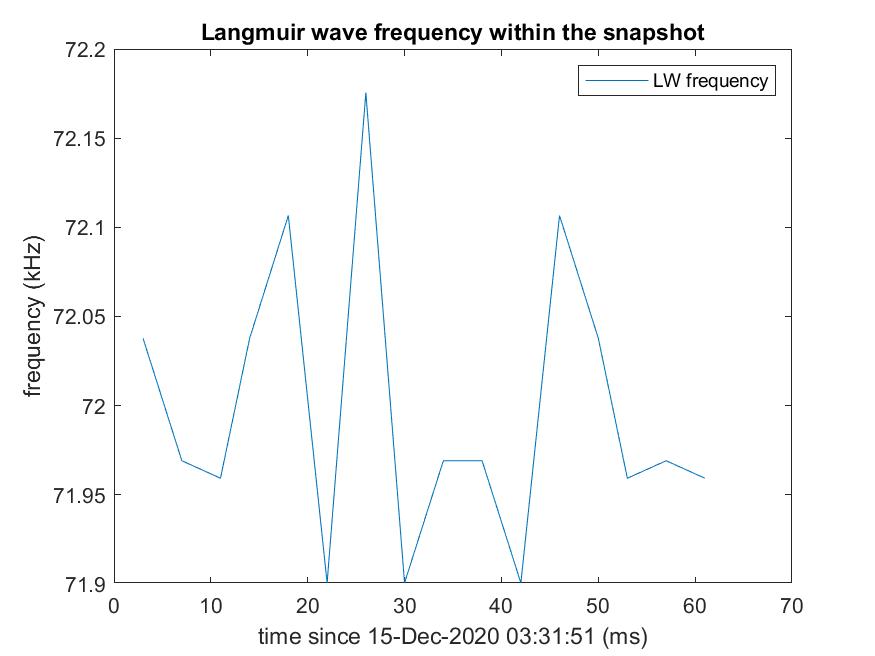 Langmuir wave frequency within the snapshot
LW frequency
frequency (kHz)
72.2
72.15
72.1
72.05
72
71.95
71.9
0 10 20 30 40 50 60 70
time since 15-Dec-2020 03:31:51 (ms)